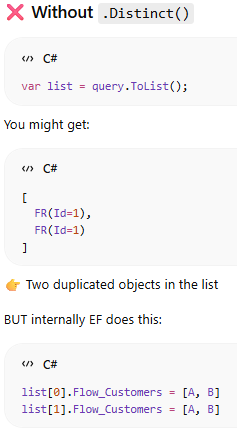 ❌ Without .Distinct()
</> C#
var list = query.ToList();
You might get:
</> C#
[
  FR(Id=1),
  FR(Id=1)
]
👉 Two duplicated objects in the list
BUT internally EF does this:
</> C#
list[0].Flow_Customers = [A, B]
list[1].Flow_Customers = [A, B]